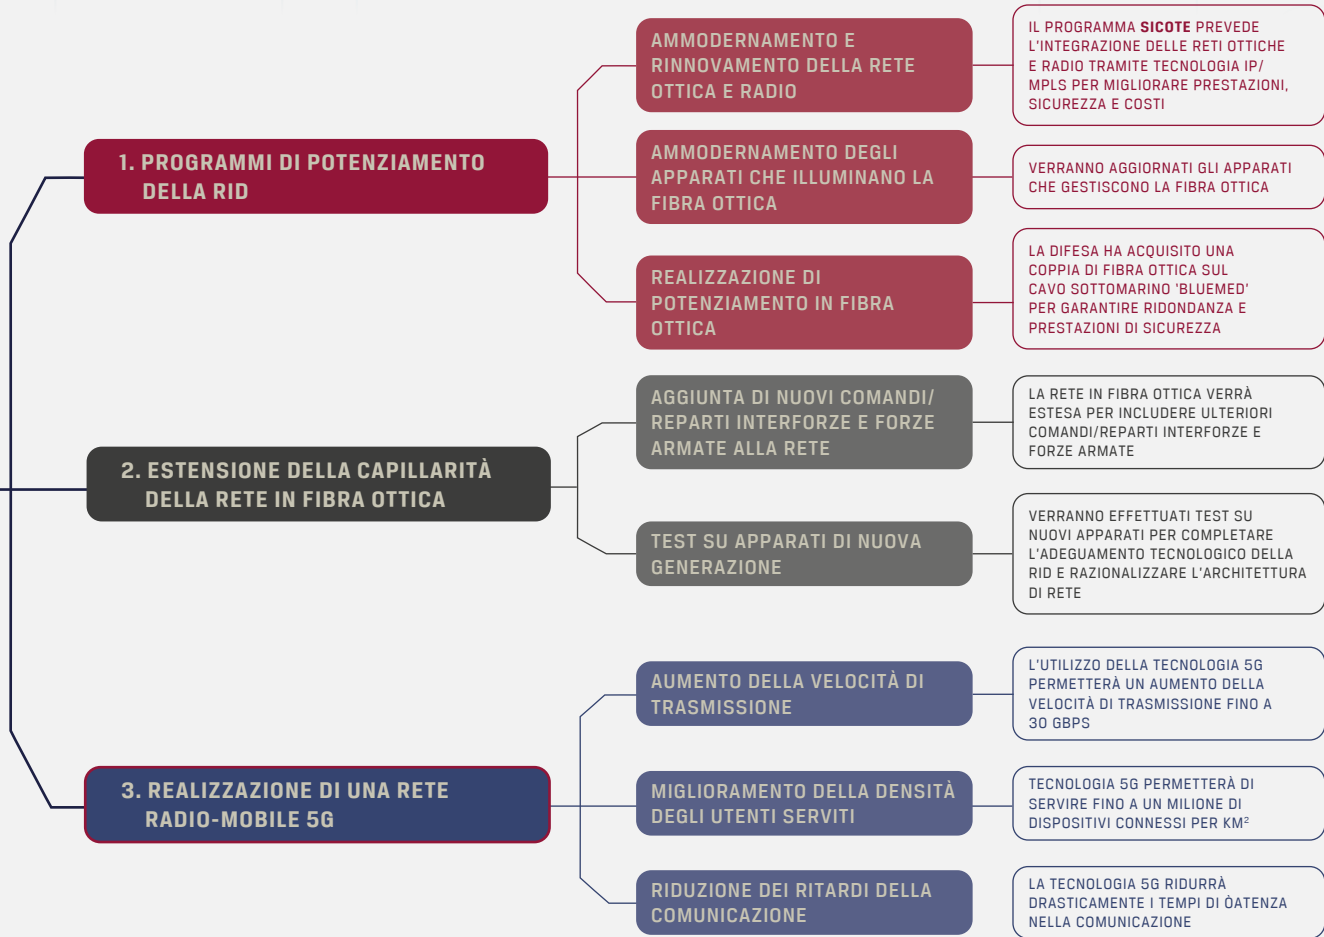 1. PROGRAMMI DI POTENZIAMENTO
DELLA RID
AMMODERNAMENTO E
RINNOVAMENTO DELLA RETE
OTTICA E RADIO
IL PROGRAMMA SICOTE PREVEDE
L'INTEGRAZIONE DELLE RETI OTTICHE
E RADIO TRAMITE TECNOLOGIA IP/
MPLS PER MIGLIORARE PRESTAZIONI,
SICUREZZA E COSTI
AMMODERNAMENTO DEGLI
APPARATI CHE ILLUMINANO LA
FIBRA OTTICA
VERRANNO AGGIORNATI GLI APPARATI
CHE GESTISCONO LA FIBRA OTTICA
REALIZZAZIONE DI
POTENZIAMENTO IN FIBRA
OTTICA
LA DIFESA HA ACQUISITO UNA
COPPIA DI FIBRA OTTICA SUL
CAVO SOTTOMARINO 'BLUEMED'
PER GARANTIRE RIDONDANZA E
PRESTAZIONI DI SICUREZZA
2. ESTENSIONE DELLA CAPILLARITÀ
DELLA RETE IN FIBRA OTTICA
AGGIUNTA DI NUOVI COMANDI/
REPARTI INTERFORZE E FORZE
ARMATE ALLA RETE
LA RETE IN FIBRA OTTICA VERRÀ
ESTESA PER INCLUDERE ULTERIORI
COMANDI/REPARTI INTERFORZE E
FORZE ARMATE
TEST SU APPARATI DI NUOVA
GENERAZIONE
VERRANNO EFFETTUATI TEST SU
NUOVI APPARATI PER COMPLETARE
L'ADEGUAMENTO TECNOLOGICO DELLA
RID E RAZIONALIZZARE L'ARCHITETTURA
DI RETE
3. REALIZZAZIONE DI UNA RETE
RADIO-MOBILE 5G
AUMENTO DELLA VELOCITÀ DI
TRASMISSIONE
L'UTILIZZO DELLA TECNOLOGIA 5G
PERMETTERÀ UN AUMENTO DELLA
VELOCITÀ DI TRASMISSIONE FINO A
30 GBPS
MIGLIORAMENTO DELLA DENSITÀ
DEGLI UTENTI SERVITI
TECNOLOGIA 5G PERMETTERÀ DI
SERVIRE FINO A UN MILIONE DI
DISPOSITIVI CONNESSI PER KM²
RIDUZIONE DEI RITARDI DELLA
COMUNICAZIONE
LA TECNOLOGIA 5G RIDURRÀ
DRASTICAMENTE I TEMPI DI ÒATENZA
NELLA COMUNICAZIONE